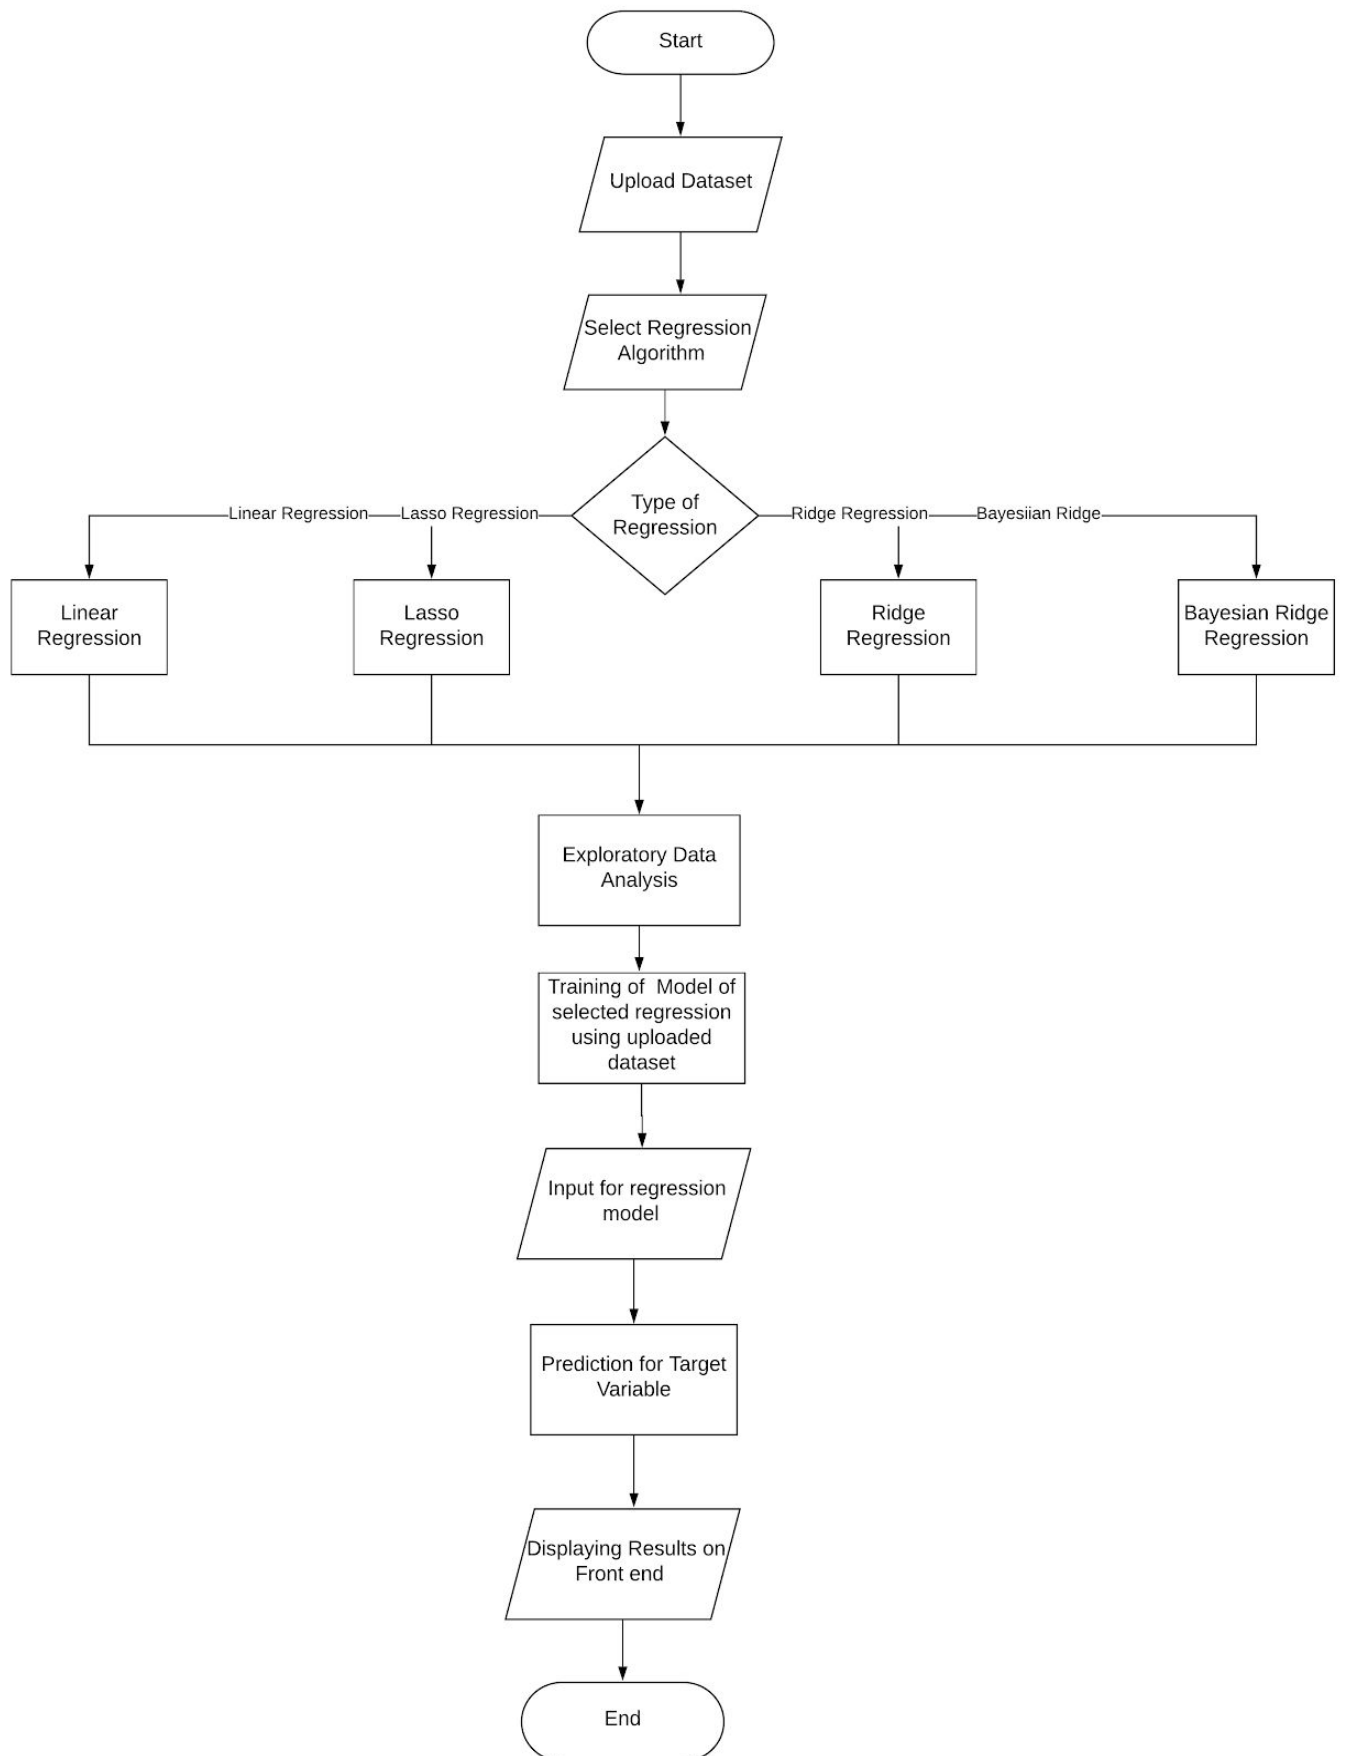 Start
Upload Dataset
Select Regression
Algorithm
Type of
Regression
Linear Regression
Lasso Regression
Ridge Regression
Bayesiian Ridge
Linear
Regression
Lasso
Regression
Ridge
Regression
Bayesian Ridge
Regression
Exploratory Data
Analysis
Training of  Model of
selected regression
using uploaded
dataset
Input for regression
model
Prediction for Target
Variable
Displaying Results on
Front end
End